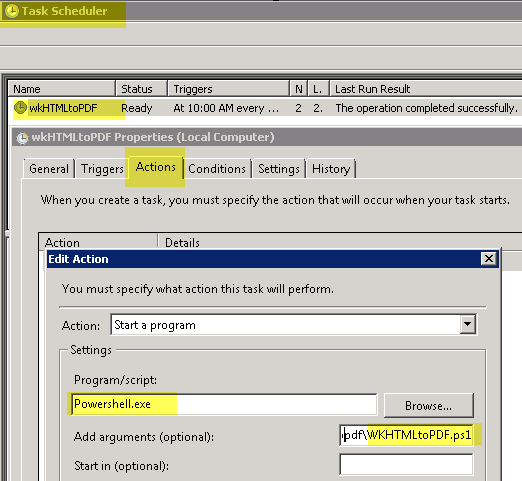 Task Scheduler
Name Status Triggers N L. Last Run Result
wkHTMLtoPDF Ready At 10:00 AM every ... 2 2. The operation completed successfully.
wkHTMLtoPDF Properties (Local Computer)
General Triggers Actions Conditions Settings History
When you create a task, you must specify the action that will occur when your task starts.
Action Details
Edit Action
You must specify what action this task will perform.
Action: Start a program
Settings
Program/script:
Powershell.exe Browse...
Add arguments (optional): pdf\WKHTMLtoPDF.ps1
Start in (optional):